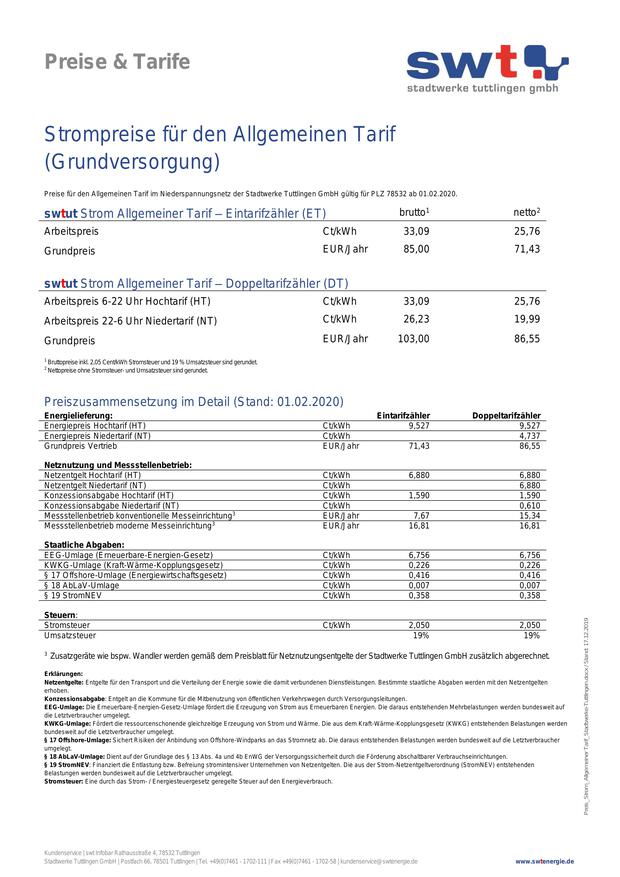 Preise & Tarife
swt
stadtwerke tuttlingen gmbh
Strompreise für den Allgemeinen Tarif
(Grundversorgung)
Preise für den Allgemeinen Tarif im Niederspannungsnetz der Stadtwerke Tuttlingen GmbH gültig für PLZ 78532 ab 01.02.2020.
swtut Strom Allgemeiner Tarif – Eintarifzähler (ET) brutto¹ netto²
Arbeitspreis Ct/kWh 33,09 25,76
Grundpreis EUR/Jahr 85,00 71,43
swtut Strom Allgemeiner Tarif – Doppeltarifzähler (DT)
Arbeitspreis 6-22 Uhr Hochtarif (HT) Ct/kWh 33,09 25,76
Arbeitspreis 22-6 Uhr Niedertarif (NT) Ct/kWh 26,23 19,99
Grundpreis EUR/Jahr 103,00 86,55
¹ Bruttopreise inkl. 2,05 Cent/kWh Stromsteuer und 19 % Umsatzsteuer sind gerundet.
² Nettopreise ohne Stromsteuer- und Umsatzsteuer sind gerundet.
Preiszusammensetzung im Detail (Stand: 01.02.2020)
Energielieferung: Eintarifzähler Doppeltarifzähler
Energiepreis Hochtarif (HT) Ct/kWh 9,527 9,527
Energiepreis Niedertarif (NT) Ct/kWh 4,737
Grundpreis Vertrieb EUR/Jahr 71,43 86,55
Netznutzung und Messstellenbetrieb:
Netzentgelt Hochtarif (HT) Ct/kWh 6,880 6,880
Netzentgelt Niedertarif (NT) Ct/kWh 6,880
Konzessionsabgabe Hochtarif (HT) Ct/kWh 1,590 1,590
Konzessionsabgabe Niedertarif (NT) Ct/kWh 0,610
Messstellenbetrieb konventionelle Messeinrichtung³ EUR/Jahr 7,67 15,34
Messstellenbetrieb moderne Messeinrichtung³ EUR/Jahr 16,81 16,81
Staatliche Abgaben:
EEG-Umlage (Erneuerbare-Energien-Gesetz) Ct/kWh 6,756 6,756
KWKG-Umlage (Kraft-Wärme-Kopplungsgesetz) Ct/kWh 0,226 0,226
§ 17 Offshore-Umlage (Energiewirtschaftsgesetz) Ct/kWh 0,416 0,416
§ 18 AbLaV-Umlage Ct/kWh 0,007 0,007
§ 19 StromNEV Ct/kWh 0,358 0,358
Steuern:
Stromsteuer Ct/kWh 2,050 2,050
Umsatzsteuer 19% 19%
³ Zusatzgeräte wie bspw. Wandler werden gemäß dem Preisblatt für Netznutzungsentgelte der Stadtwerke Tuttlingen GmbH zusätzlich abgerechnet.
Erklärungen:
Netzentgelte: Entgelte für den Transport und die Verteilung der Energie sowie die damit verbundenen Dienstleistungen. Bestimmte staatliche Abgaben werden mit den Netzentgelten
erhoben.
Konzessionsabgabe: Entgelt an die Kommune für die Mitbenutzung von öffentlichen Verkehrswegen durch Versorgungsleitungen.
EEG-Umlage: Die Erneuerbare-Energien-Gesetz-Umlage fördert die Erzeugung von Strom aus Erneuerbaren Energien. Die daraus entstehenden Mehrbelastungen werden bundesweit auf
die Letztverbraucher umgelegt.
KWKG-Umlage: Fördert die ressourcenschonende gleichzeitige Erzeugung von Strom und Wärme. Die aus dem Kraft-Wärme-Kopplungsgesetz (KWKG) entstehenden Belastungen werden
bundesweit auf die Letztverbraucher umgelegt.
§ 17 Offshore-Umlage: Sichert Risiken der Anbindung von Offshore-Windparks an das Stromnetz ab. Die daraus entstehenden Belastungen werden bundesweit auf die Letztverbraucher
umgelegt.
§ 18 AbLaV-Umlage: Dient auf der Grundlage des § 13 Abs. 4a und 4b EnWG der Versorgungssicherheit durch die Förderung abschaltbarer Verbrauchseinrichtungen.
§ 19 StromNEV: Finanziert die Entlastung bzw. Befreiung stromintensiver Unternehmen von Netzentgelten. Die aus der Strom-Netzentgeltverordnung (StromNEV) entstehenden
Belastungen werden bundesweit auf die Letztverbraucher umgelegt.
Stromsteuer: Eine durch das Strom- / Energiesteuergesetz geregelte Steuer auf den Energieverbrauch.
Preis_Strom_Allgemeiner Tarif_Stadtwerke-Tuttlingen.docx / Stand: 17.12.2019
Kundenservice | swt Infobar Rathausstraße 4, 78532 Tuttlingen
Stadtwerke Tuttlingen GmbH | Postfach 66, 78501 Tuttlingen | Tel. +49(0)7461 - 1702-111 | Fax +49(0)7461 - 1702-58 | kundenservice@swtenergie.de
www.swtenergie.de